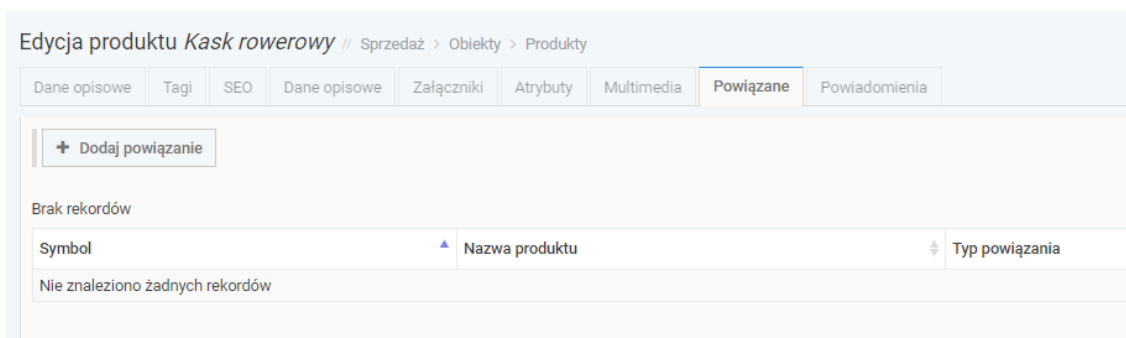 Edycja produktu Kask rowerowy // Sprzedaż > Obiekty > Produkty
Dane opisowe Tagi SEO Dane opisowe Załączniki Atrybuty Multimedia Powiązane Powiadomienia
+ Dodaj powiązanie
Brak rekordów
Symbol Nazwa produktu Typ powiązania
Nie znaleziono żadnych rekordów